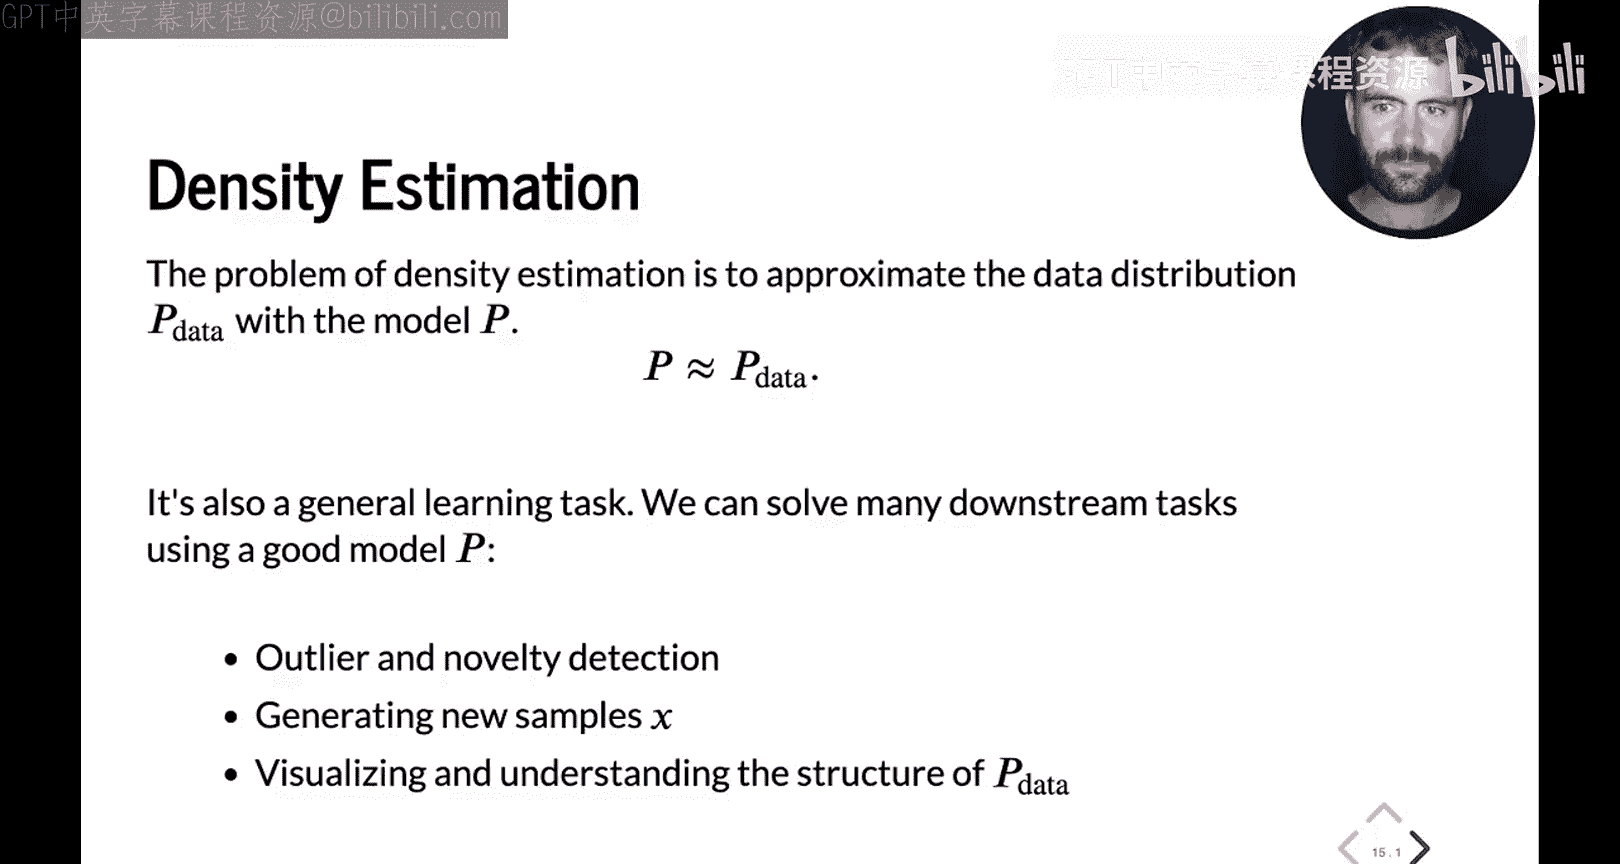 GPT中英字幕课程资源@bilibili.com
程资源 bilibili
Density Estimation
The problem of density estimation is to approximate the data distribution
P_data with the model P.
P ≈ P_data.
It's also a general learning task. We can solve many downstream tasks
using a good model P:
• Outlier and novelty detection
• Generating new samples x
• Visualizing and understanding the structure of P_data
15.1